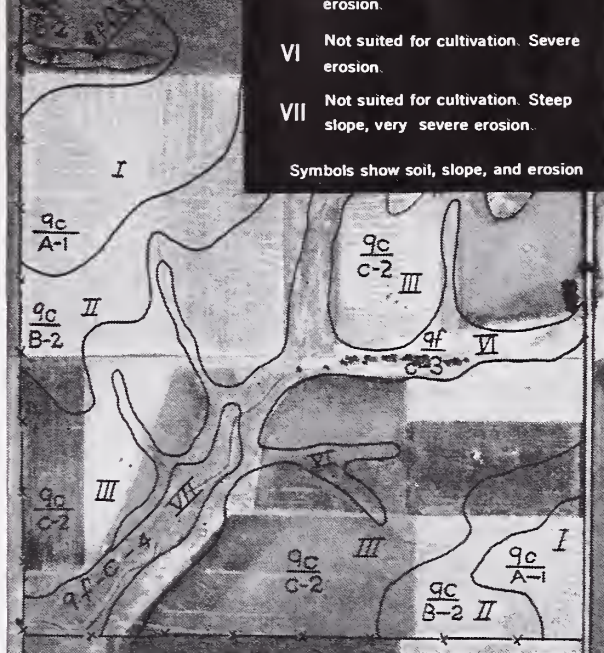 erosion.
VI Not suited for cultivation. Severe
erosion.
VII Not suited for cultivation. Steep
slope, very severe erosion.
Symbols show soil, slope, and erosion
I
9c
A-1
9c
C-2 III
II
9c
B-2
9f VI
C-3
III
VII
VI
9c
C-2
9f-C-4
9c
C-2
III
I
9c
A-1
9c
B-2 II